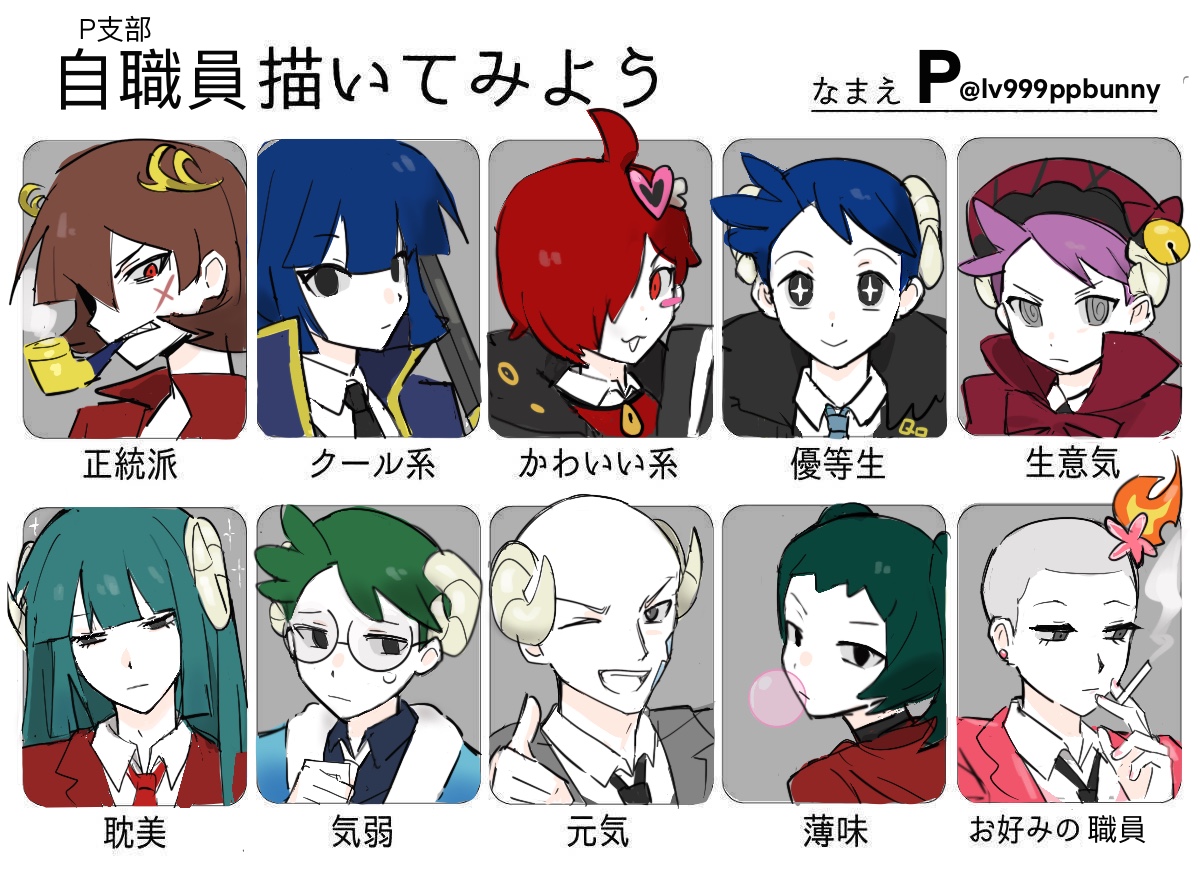 P支部
自職員描いてみよう
なまえ P@lv999ppbunny
正統派 クール系 かわいい系 優等生 生意気
耽美 気弱 元気 薄味 お好みの職員